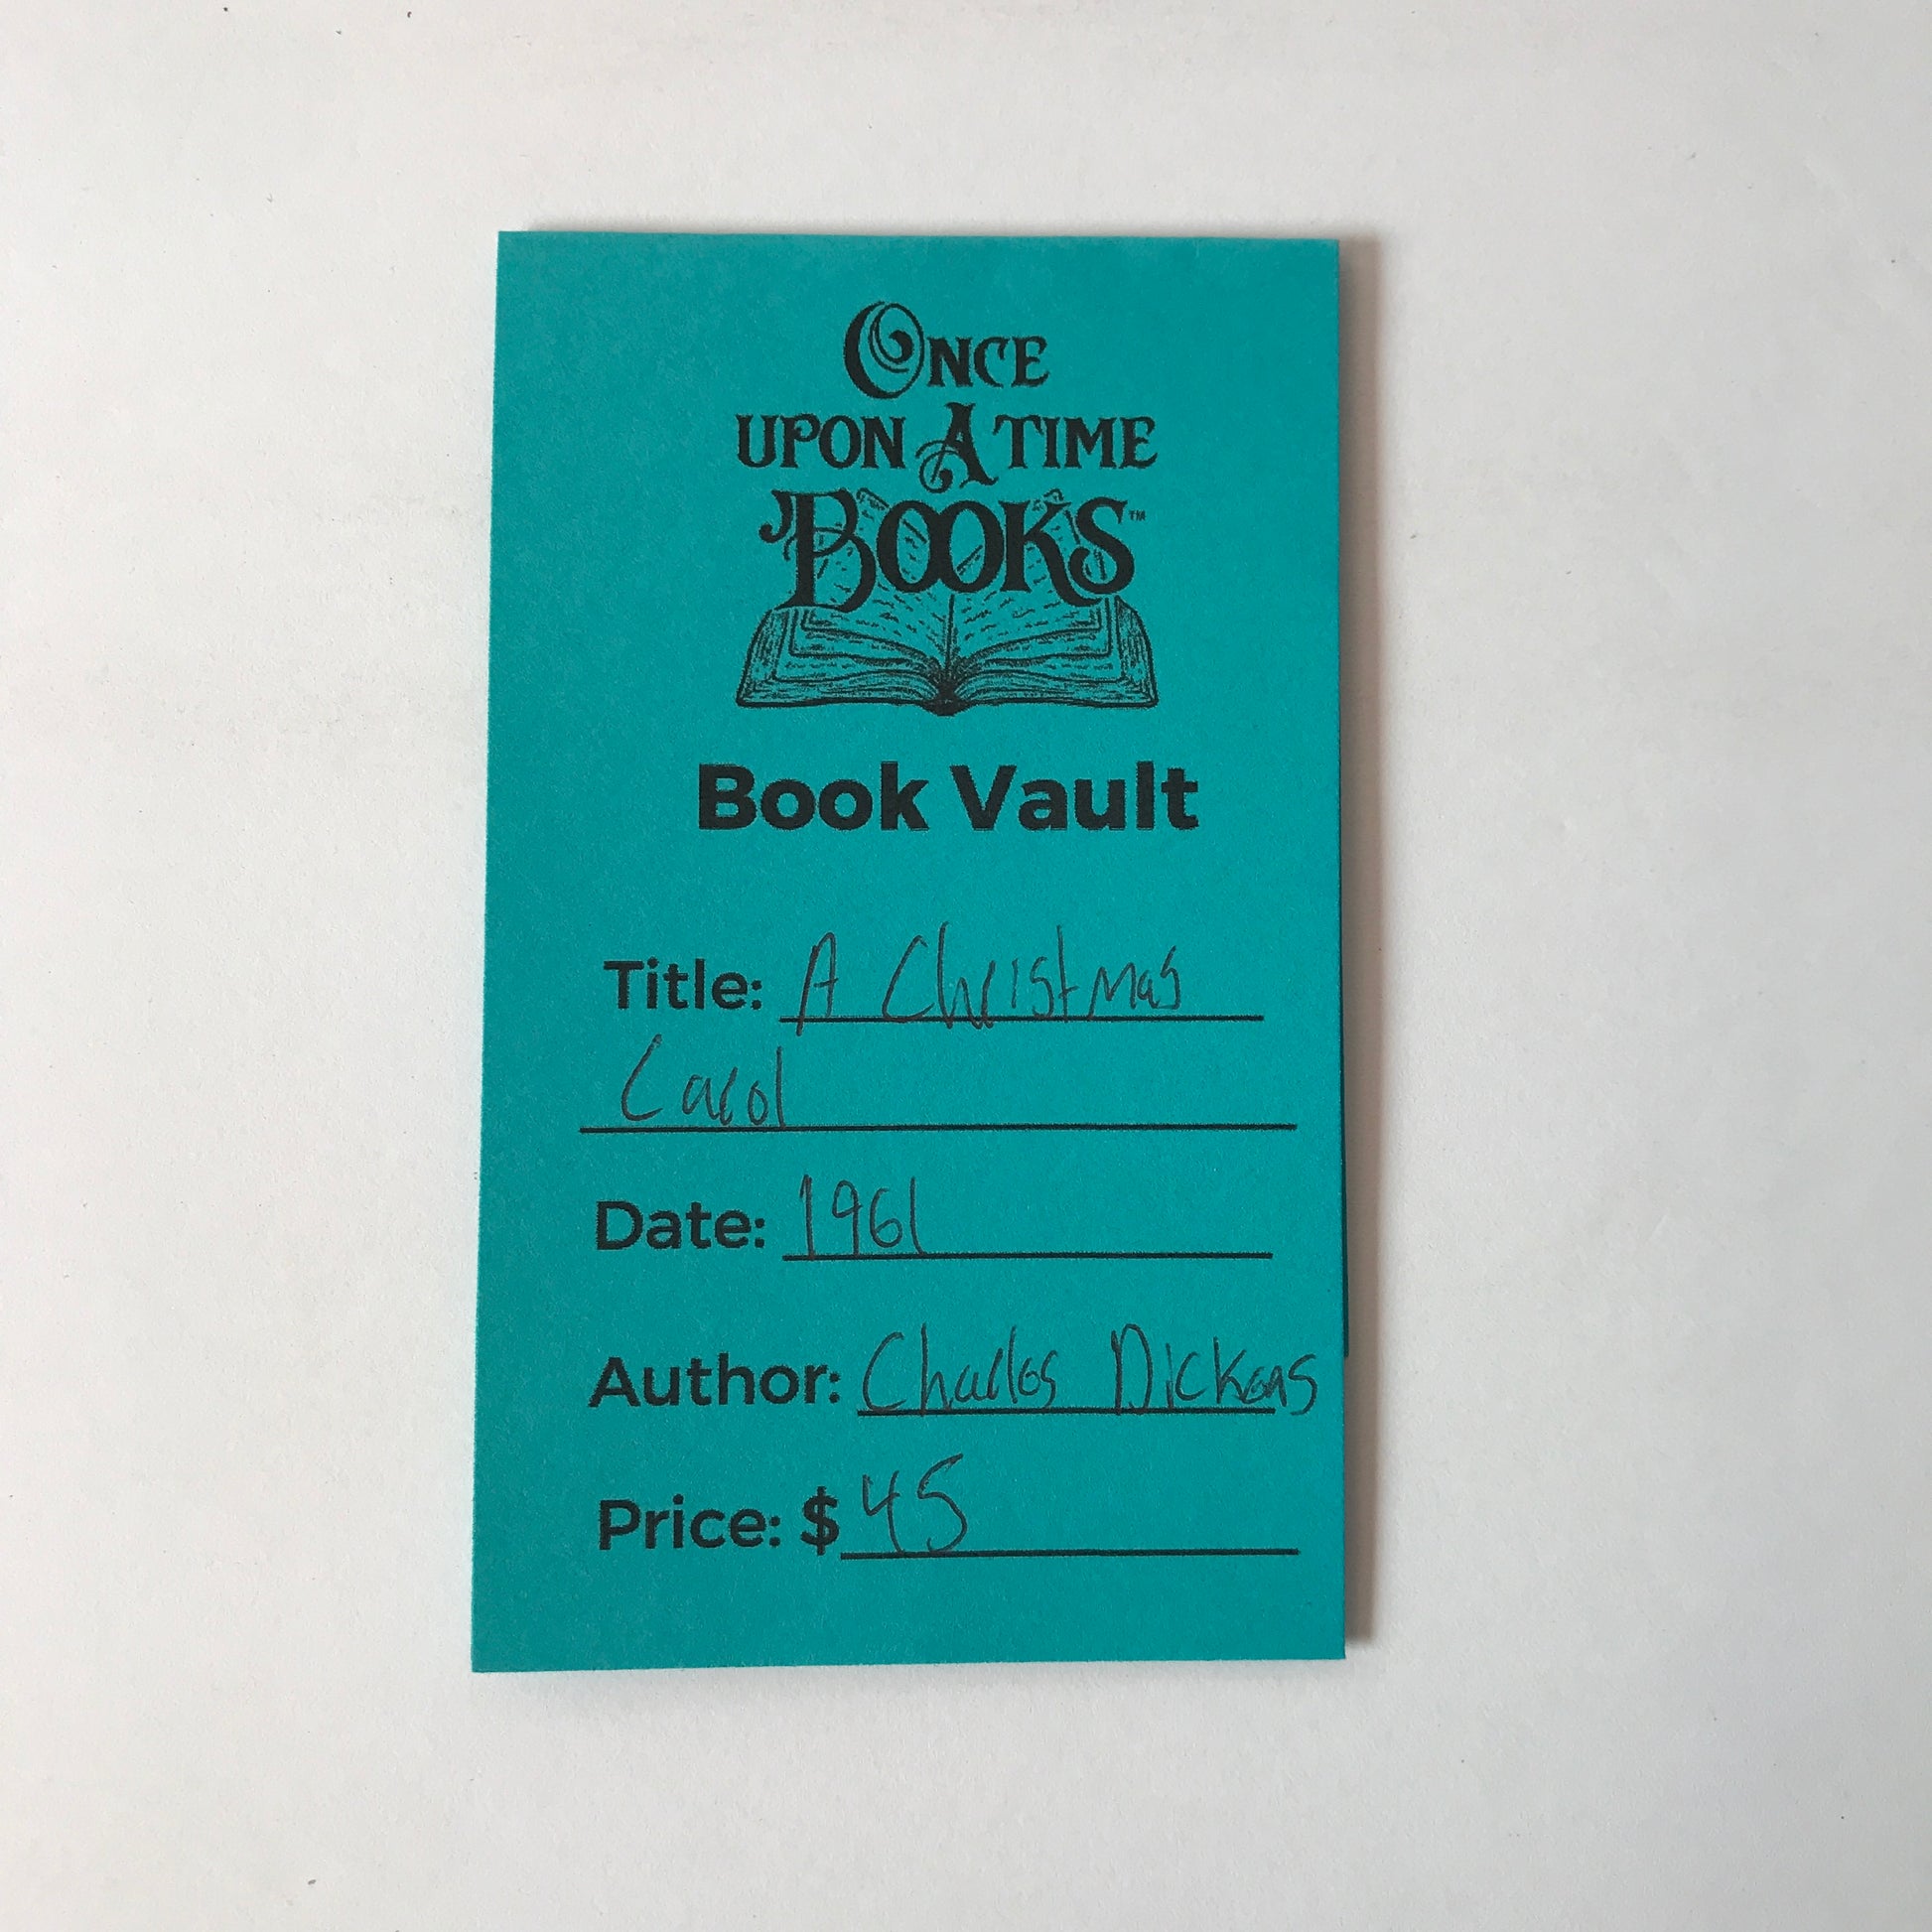 ONCE
UPON A TIME
BOOKS™
Book Vault
Title: A Christmas
Carol
Date: 1961
Author: Charles Dickens
Price: $45